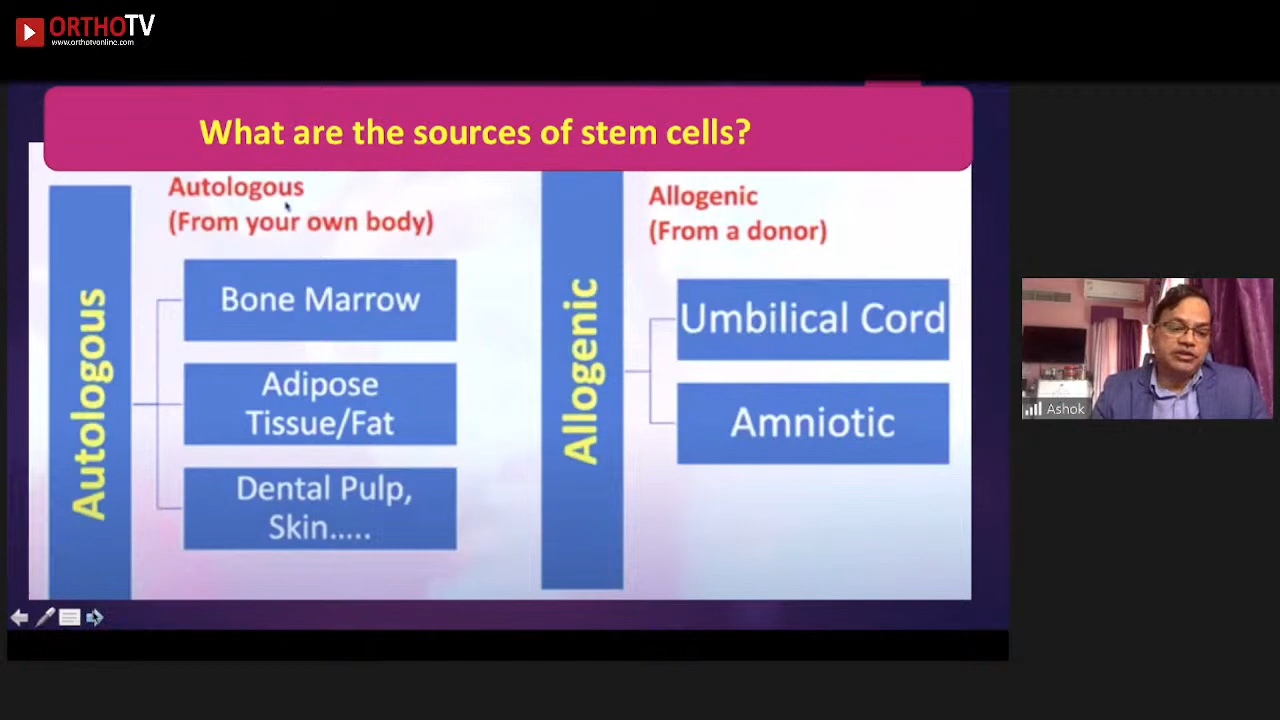 ORTHOTV
www.orthotvonline.com
What are the sources of stem cells?
Autologous
Autologous
(From your own body)
Bone Marrow
Adipose
Tissue/Fat
Dental Pulp,
Skin.....
Allogenic
Allogenic
(From a donor)
Umbilical Cord
Amniotic
Ashok